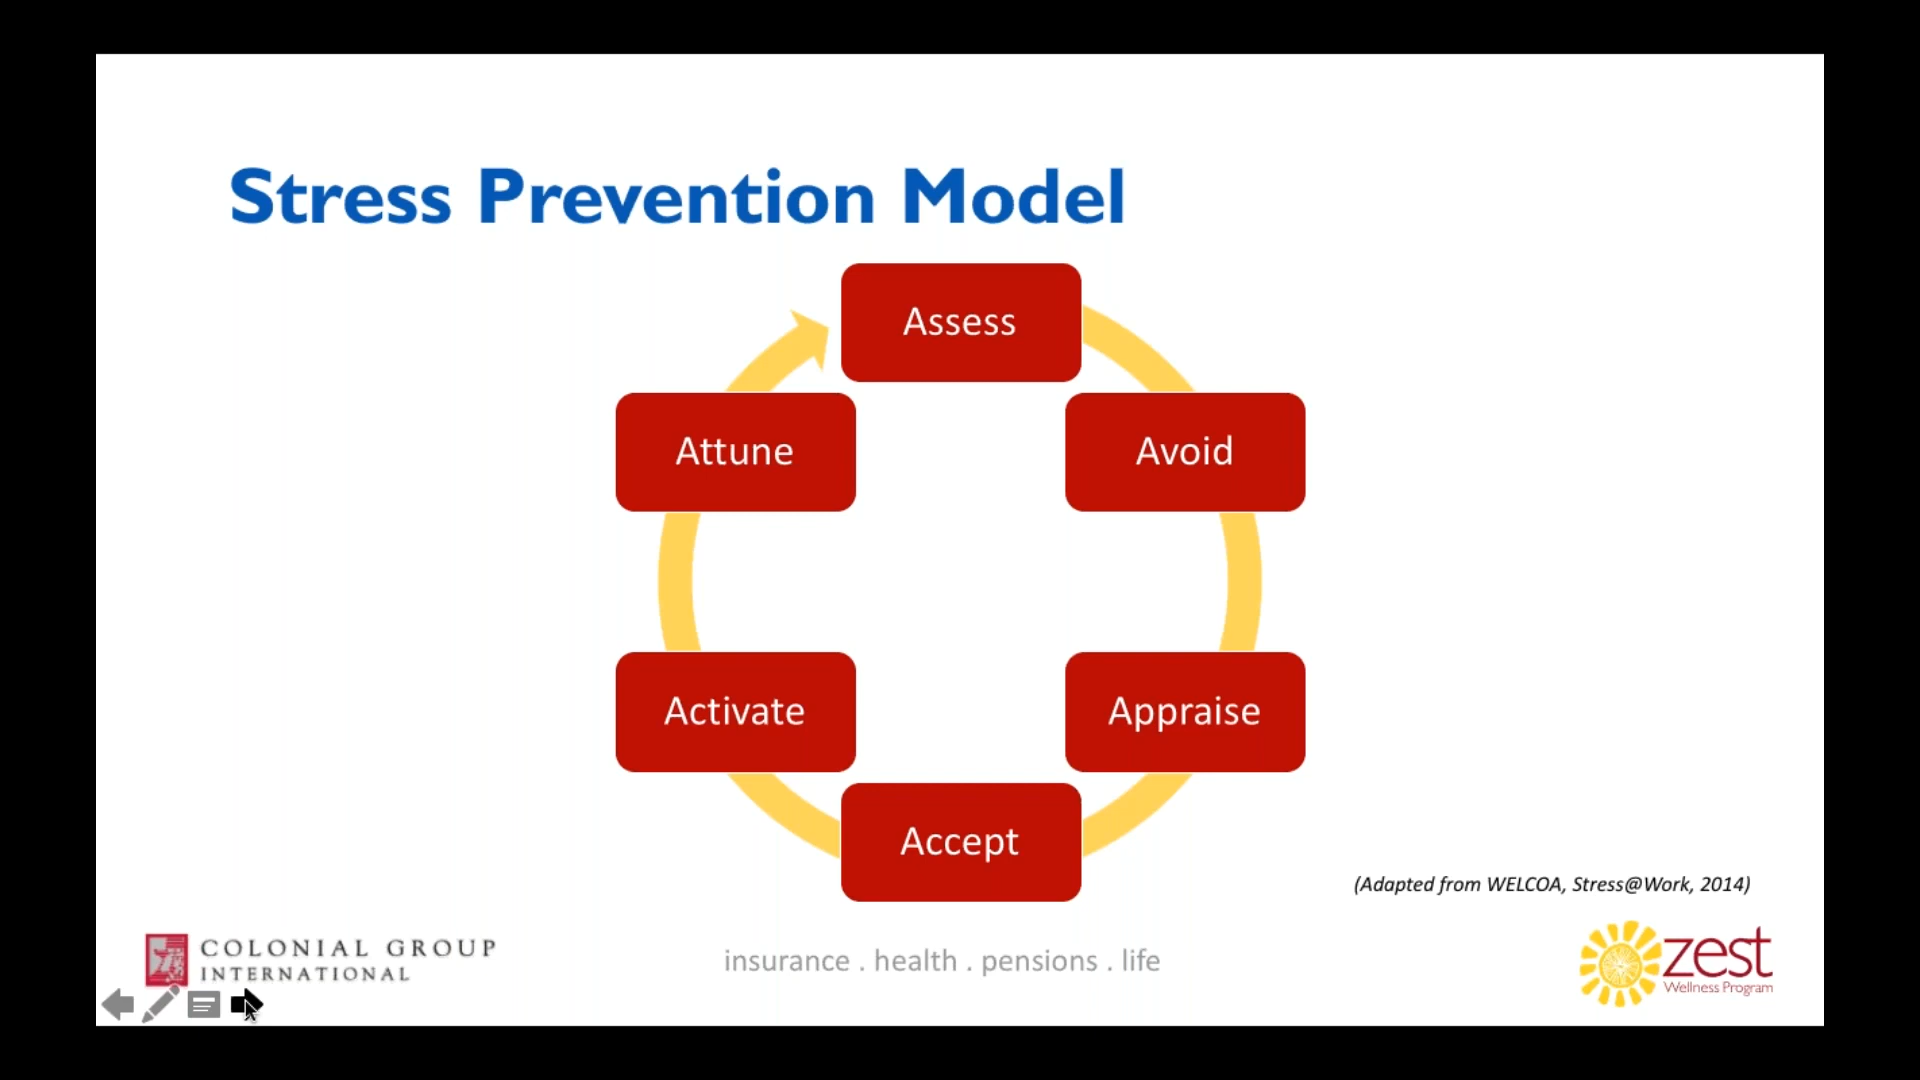 Stress Prevention Model
Assess
Avoid
Appraise
Accept
Activate
Attune
(Adapted from WELCOA, Stress@Work, 2014)
COLONIAL GROUP
INTERNATIONAL
insurance . health . pensions . life
zest
Wellness Program